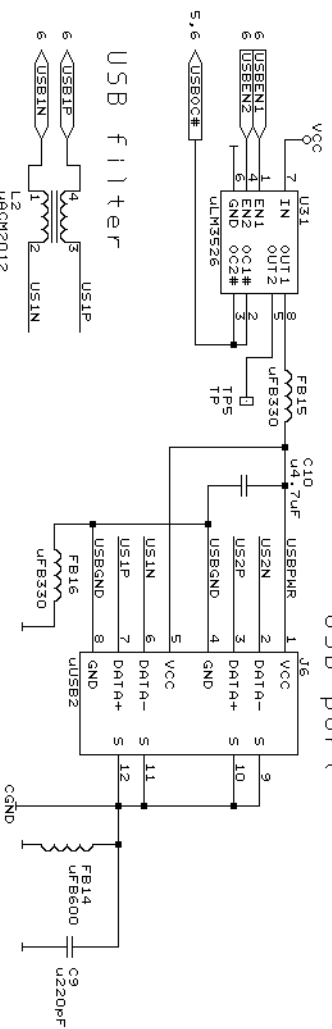 USB port
VCC
U31
7 IN OUT1 8
OUT2 5
6 USBEN1 1 EN1
6 USBEN2 4 EN2 OC1# 2
6 GND OC2# 3
uLM3526
5,6 USBOC#
FB15
uFB330
TP5
TP
C10
u4.7uF
J6
USBPWR 1 VCC
US2N 2 DATA- S 9
US2P 3 DATA+ S 10
USBGND 4 GND
5 VCC
US1N 6 DATA- S 11
US1P 7 DATA+ S 12
USBGND 8 GND
uUSB2
FB16
uFB330
CGND
FB14
uFB600
C9
u220pF
USB filter
6 USB1P 4 3 US1P
6 USB1N 1 2 US1N
L2
uACM2012